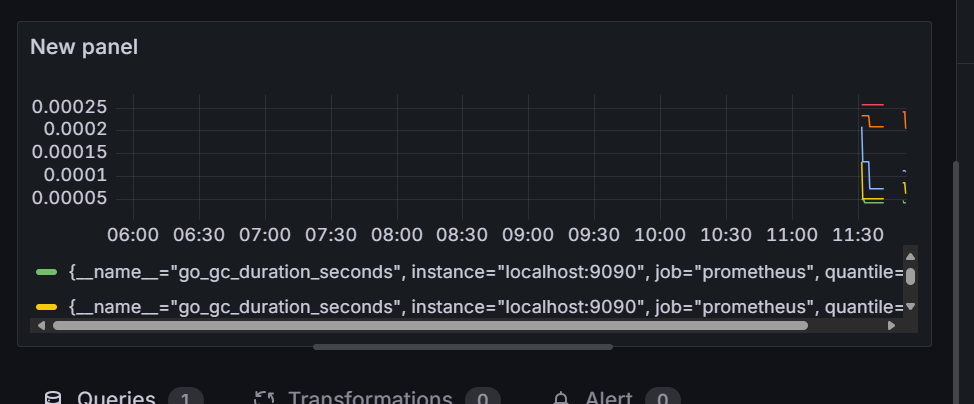 New panel
0.00025
0.0002
0.00015
0.0001
0.00005
06:00 06:30 07:00 07:30 08:00 08:30 09:00 09:30 10:00 10:30 11:00 11:30
{__name__="go_gc_duration_seconds", instance="localhost:9090", job="prometheus", quantile=
{__name__="go_gc_duration_seconds", instance="localhost:9090", job="prometheus", quantile=
Queries 1 Transformations 0 Alert 0